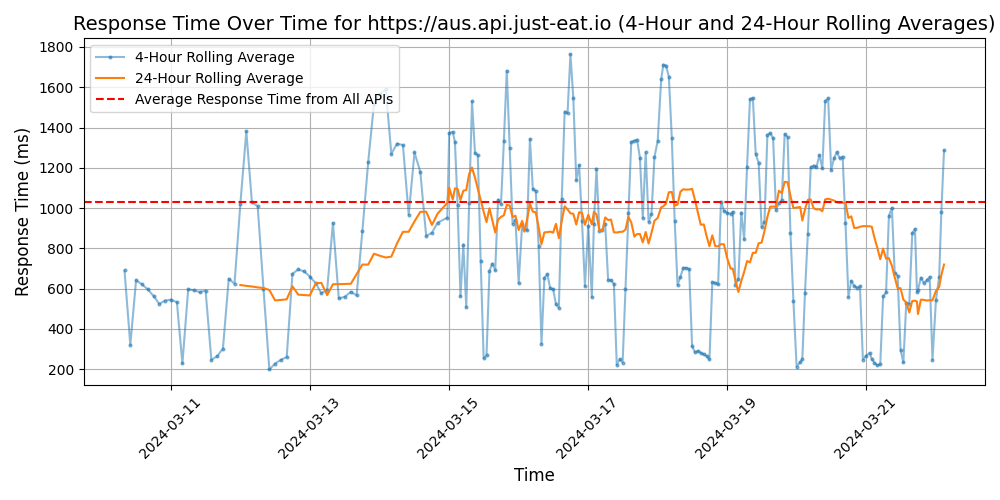 Response Time Over Time for https://aus.api.just-eat.io (4-Hour and 24-Hour Rolling Averages)
4-Hour Rolling Average
24-Hour Rolling Average
Average Response Time from All APIs
Response Time (ms)
1800
1600
1400
1200
1000
800
600
400
200
2024-03-11
2024-03-13
2024-03-15
2024-03-17
2024-03-19
2024-03-21
Time